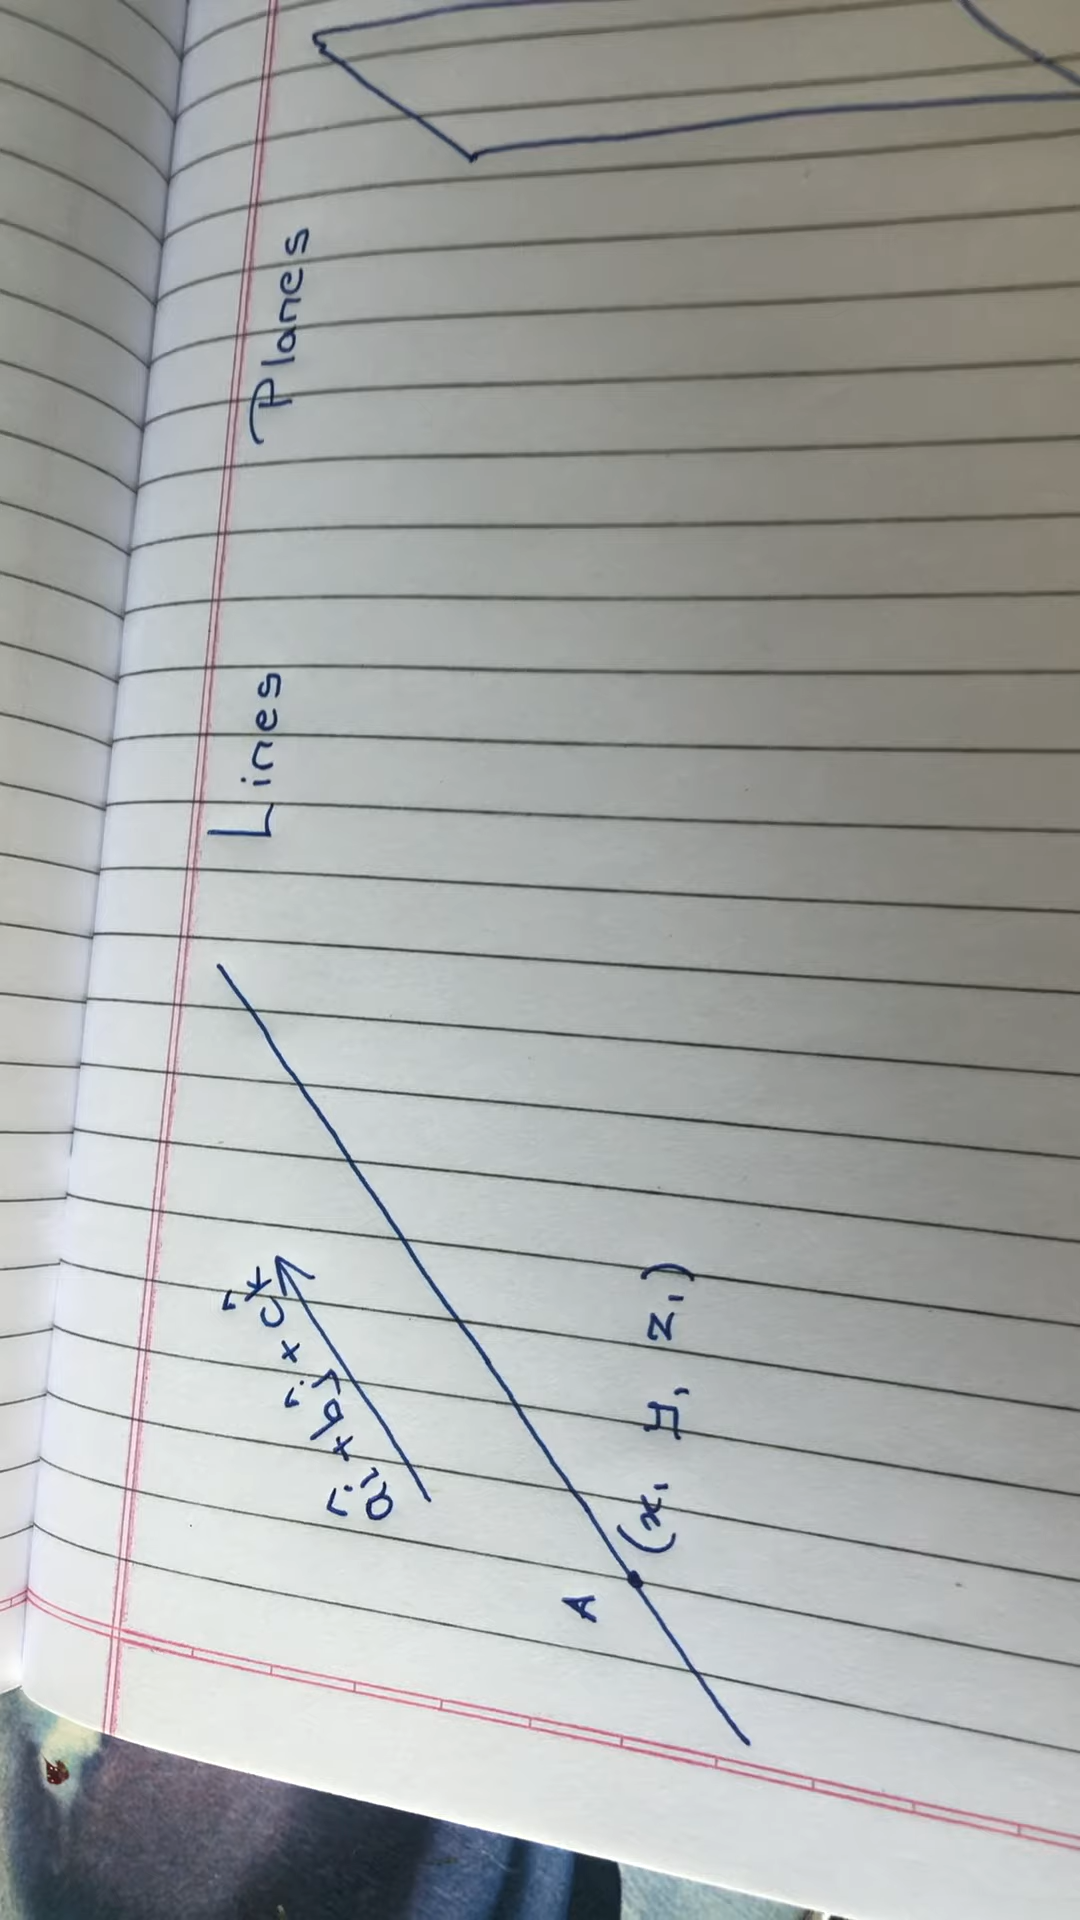 Lines Planes
aî + bĵ + ck̂
A
(x₁ y₁ z₁)